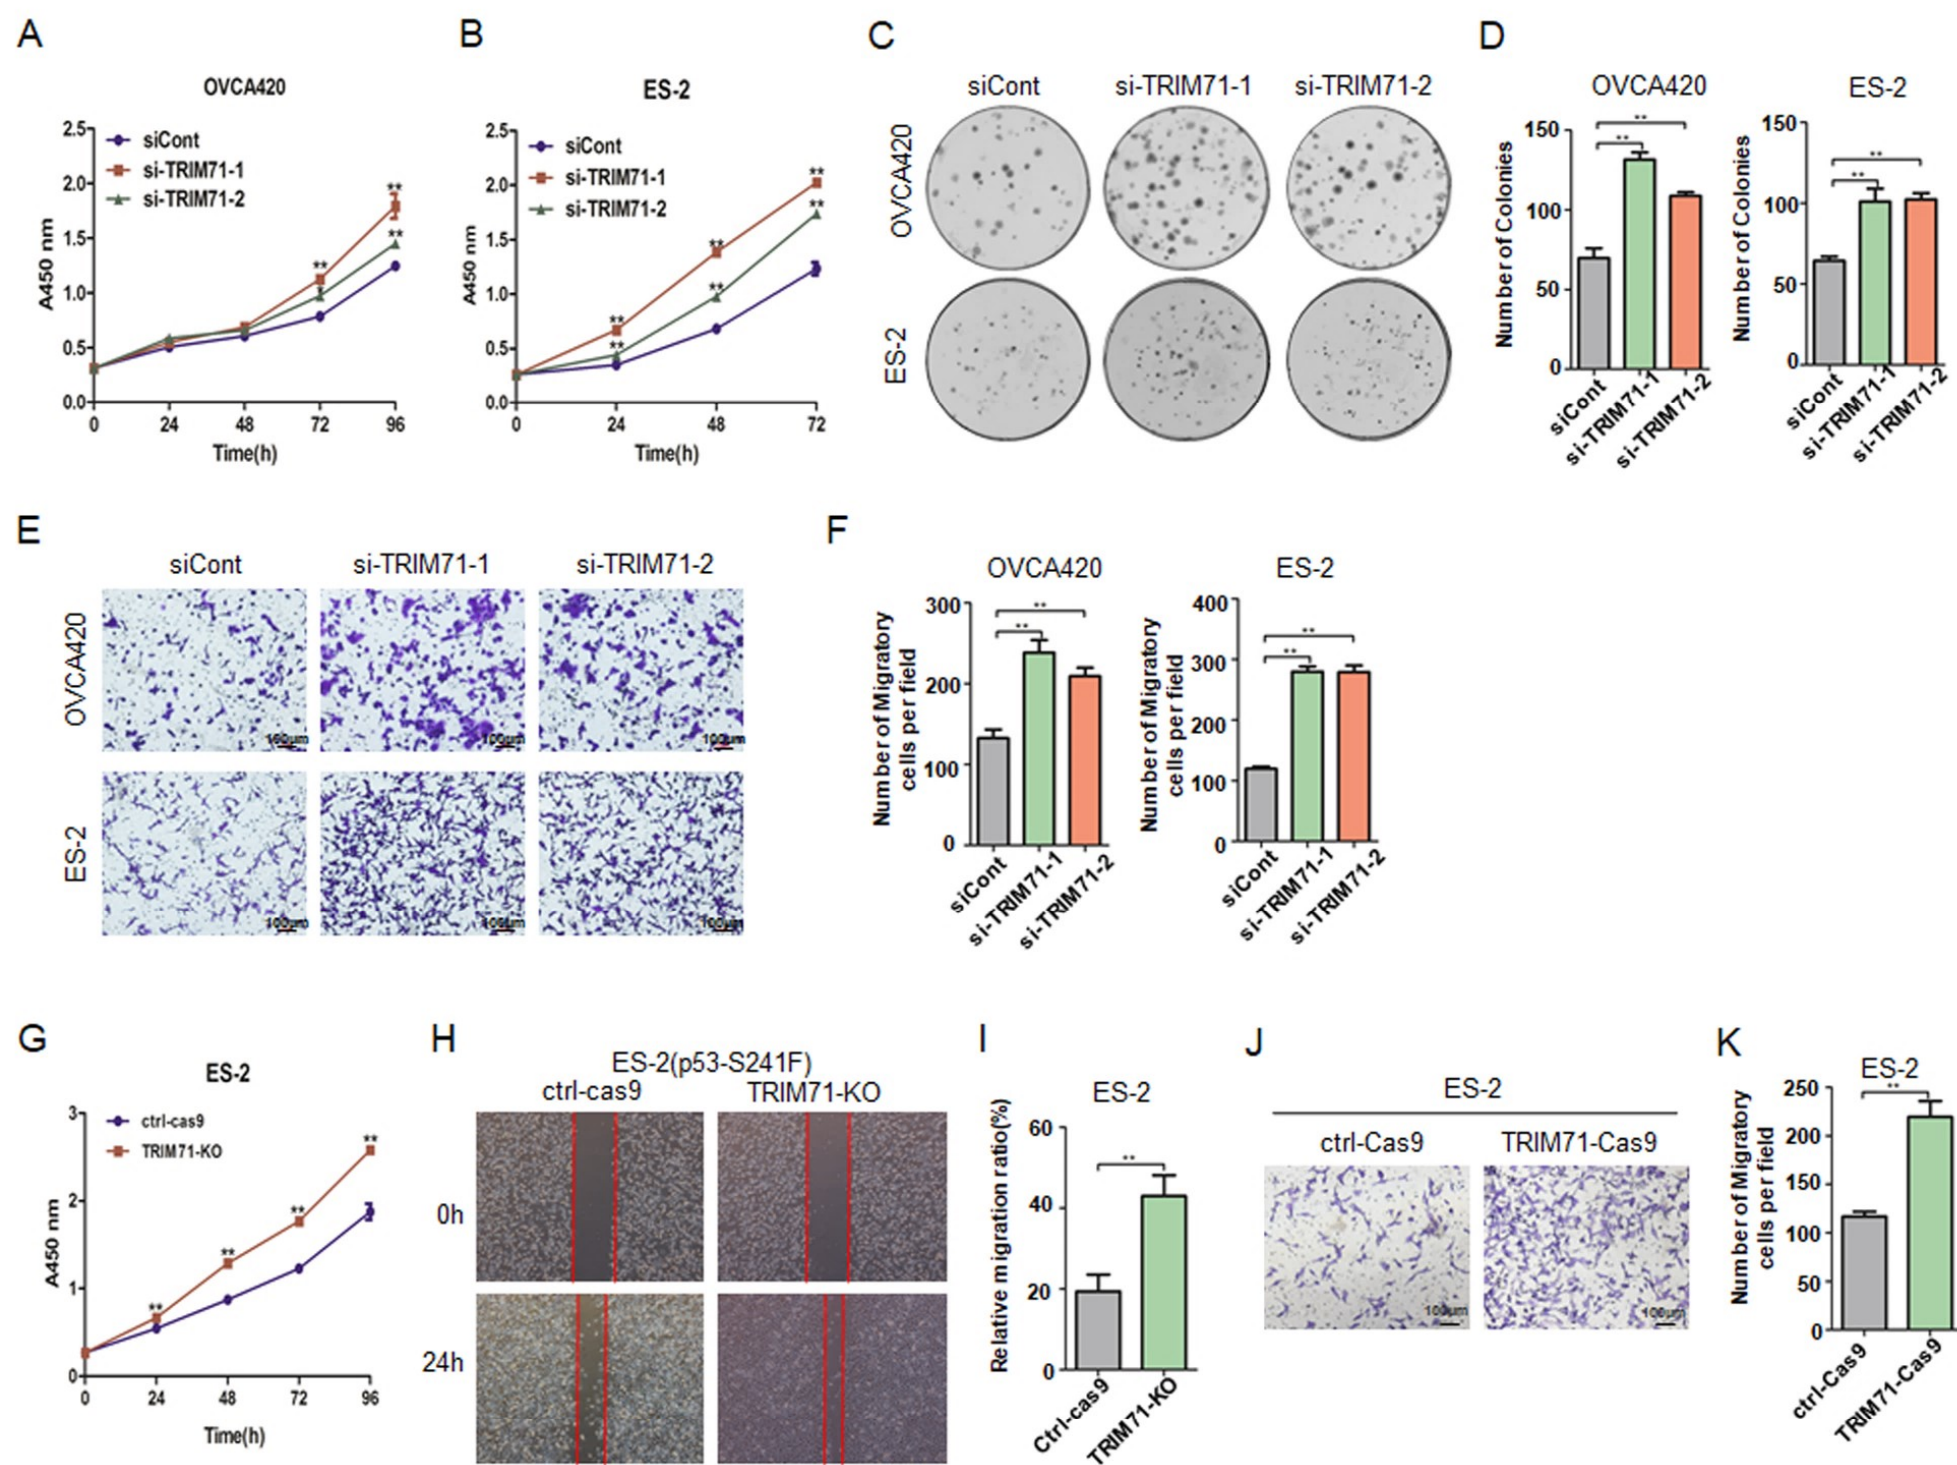 A
OVCA420
siCont
si-TRIM71-1
si-TRIM71-2
2.5
2.0
1.5
1.0
0.5
0.0
A450 nm
**
**
**
*
0
24
48
72
96
Time(h)
B
ES-2
siCont
si-TRIM71-1
si-TRIM71-2
2.5
2.0
1.5
1.0
0.5
0.0
A450 nm
**
**
**
**
**
**
0
24
48
72
Time(h)
C
siCont
si-TRIM71-1
si-TRIM71-2
OVCA420
ES-2
D
OVCA420
150
100
50
0
Number of Colonies
**
**
siCont
si-TRIM71-1
si-TRIM71-2
ES-2
150
100
50
0
Number of Colonies
**
**
siCont
si-TRIM71-1
si-TRIM71-2
E
siCont
si-TRIM71-1
si-TRIM71-2
OVCA420
100µm
100µm
100µm
ES-2
100µm
100µm
100µm
F
OVCA420
300
200
100
0
Number of Migratory
cells per field
**
**
siCont
si-TRIM71-1
si-TRIM71-2
ES-2
400
300
200
100
0
Number of Migratory
cells per field
**
**
siCont
si-TRIM71-1
si-TRIM71-2
G
ES-2
ctrl-cas9
TRIM71-KO
3
2
1
0
A450 nm
**
**
**
**
0
24
48
72
96
Time(h)
H
ES-2(p53-S241F)
ctrl-cas9
TRIM71-KO
0h
24h
I
ES-2
60
40
20
0
Relative migration ratio(%)
**
Ctrl-cas9
TRIM71-KO
J
ES-2
ctrl-Cas9
TRIM71-Cas9
100µm
100µm
K
ES-2
250
200
150
100
50
0
Number of Migratory
cells per field
**
ctrl-Cas9
TRIM71-Cas9